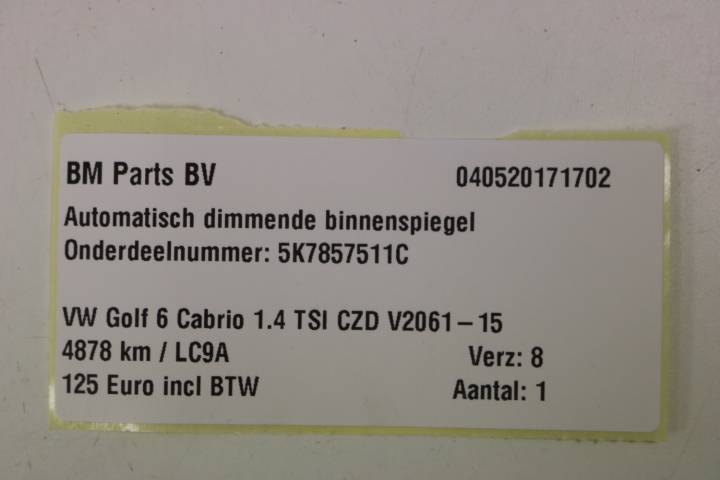 BM Parts BV 040520171702
Automatisch dimmende binnenspiegel
Onderdeelnummer: 5K7857511C
VW Golf 6 Cabrio 1.4 TSI CZD V2061-15
4878 km / LC9A Verz: 8
125 Euro incl BTW Aantal: 1